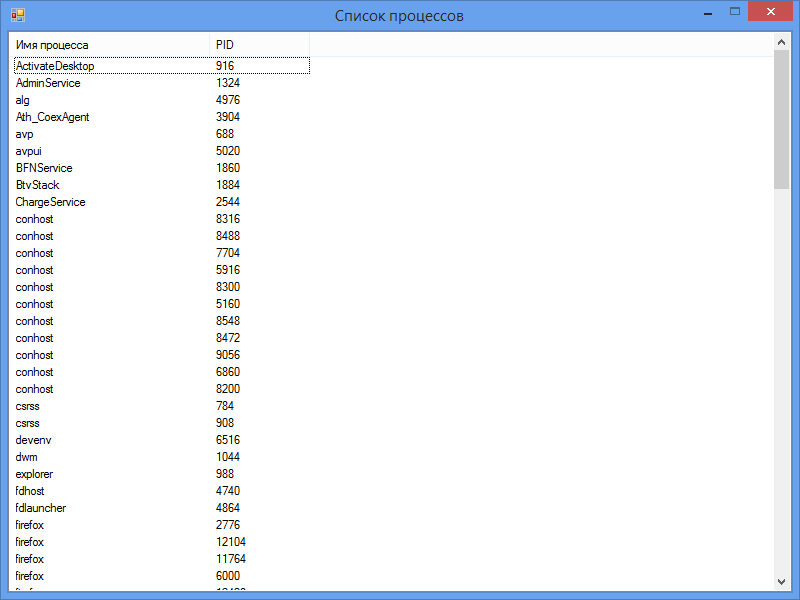 Список процессов
Имя процесса PID
ActivateDesktop 916
AdminService 1324
alg 4976
Ath_CoexAgent 3904
avp 688
avpui 5020
BFNService 1860
BtvStack 1884
ChargeService 2544
conhost 8316
conhost 8488
conhost 7704
conhost 5916
conhost 8300
conhost 5160
conhost 8548
conhost 8472
conhost 9056
conhost 6860
conhost 8200
csrss 784
csrss 908
devenv 6516
dwm 1044
explorer 988
fdhost 4740
fdlauncher 4864
firefox 2776
firefox 12104
firefox 11764
firefox 6000